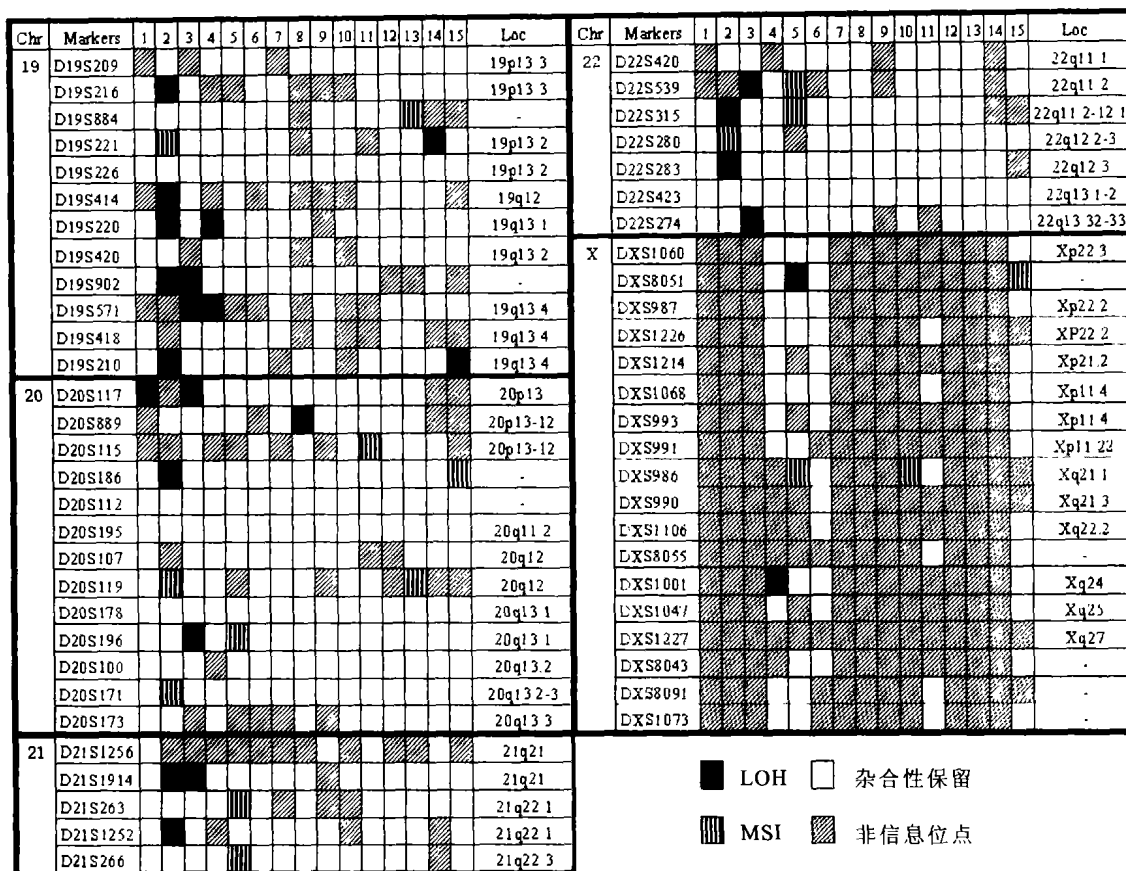 Chr Markers 1 2 3 4 5 6 7 8 9 10 11 12 13 14 15 Loc
19 D19S209 19p13 3
D19S216 19p13 3
D19S884 -
D19S221 19p13 2
D19S226 19p13 2
D19S414 19q12
D19S220 19q13 1
D19S420 19q13 2
D19S902 -
D19S571 19q13 4
D19S418 19q13 4
D19S210 19q13 4
20 D20S117 20p13
D20S889 20p13-12
D20S115 20p13-12
D20S186 -
D20S112 -
D20S195 20q11 2
D20S107 20q12
D20S119 20q12
D20S178 20q13 1
D20S196 20q13 1
D20S100 20q13.2
D20S171 20q13 2-3
D20S173 20q13 3
21 D21S1256 21q21
D21S1914 21q21
D21S263 21q22 1
D21S1252 21q22 1
D21S266 21q22 3
Chr Markers 1 2 3 4 5 6 7 8 9 10 11 12 13 14 15 Loc
22 D22S420 22q11 1
D22S539 22q11 2
D22S315 22q11 2-12 1
D22S280 22q12 2-3
D22S283 22q12 3
D22S423 22q13 1-2
D22S274 22q13 32-33
X DXS1060 Xp22 3
DXS8051 -
DXS987 Xp22 2
DXS1226 XP22 2
DXS1214 Xp21.2
DXS1068 Xp11 4
DXS993 Xp11 4
DXS991 Xp11 22
DXS986 Xq21 1
DXS990 Xq21 3
DXS1106 Xq22.2
DXS8055 -
DXS1001 Xq24
DXS1047 Xq25
DXS1227 Xq27
DXS8043 -
DXS8091 -
DXS1073 -
LOH 杂合性保留
MSI 非信息位点